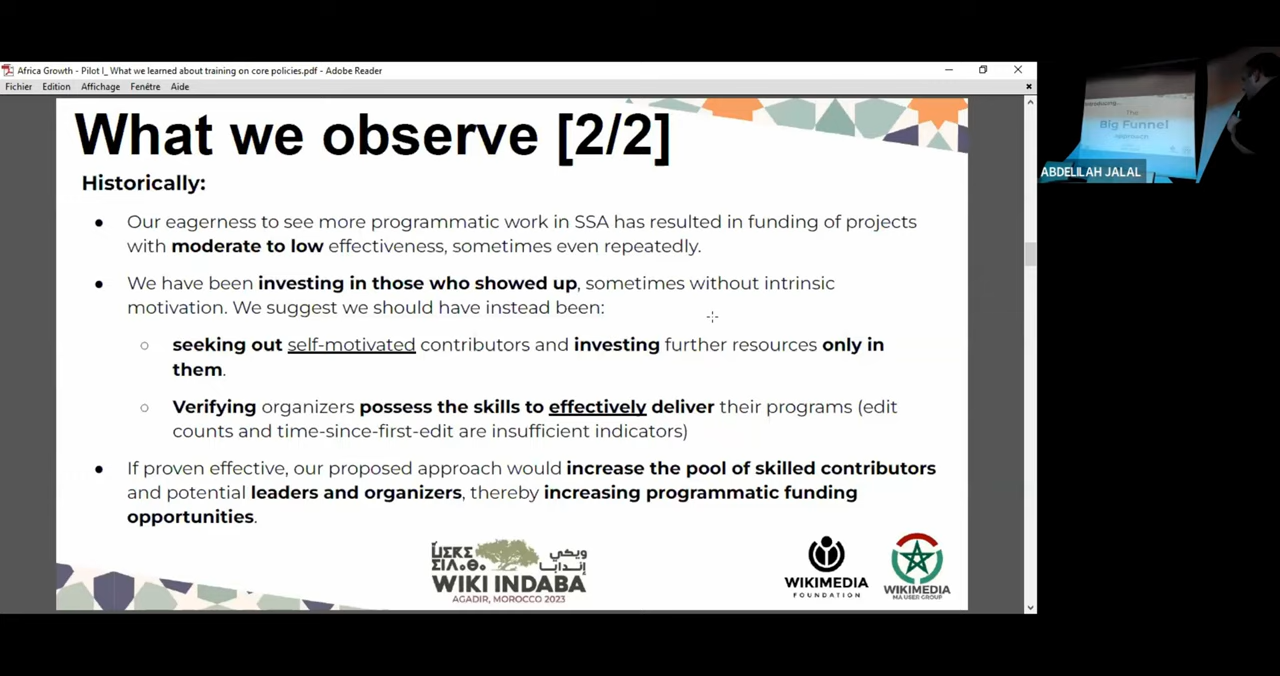 Africa Growth - Pilot I_ What we learned about training on core policies.pdf - Adobe Reader
Fichier Edition Affichage Fenêtre Aide
What we observe [2/2]
Historically:
● Our eagerness to see more programmatic work in SSA has resulted in funding of projects
with moderate to low effectiveness, sometimes even repeatedly.
● We have been investing in those who showed up, sometimes without intrinsic
motivation. We suggest we should have instead been:
○ seeking out self-motivated contributors and investing further resources only in
them.
○ Verifying organizers possess the skills to effectively deliver their programs (edit
counts and time-since-first-edit are insufficient indicators)
● If proven effective, our proposed approach would increase the pool of skilled contributors
and potential leaders and organizers, thereby increasing programmatic funding
opportunities.
ويكي
إندابا
WIKI INDABA
AGADIR, MOROCCO 2023
WIKIMEDIA
FOUNDATION
WIKIMEDIA
MA USER GROUP
The
Big Funnel
ABDELILAH JALAL